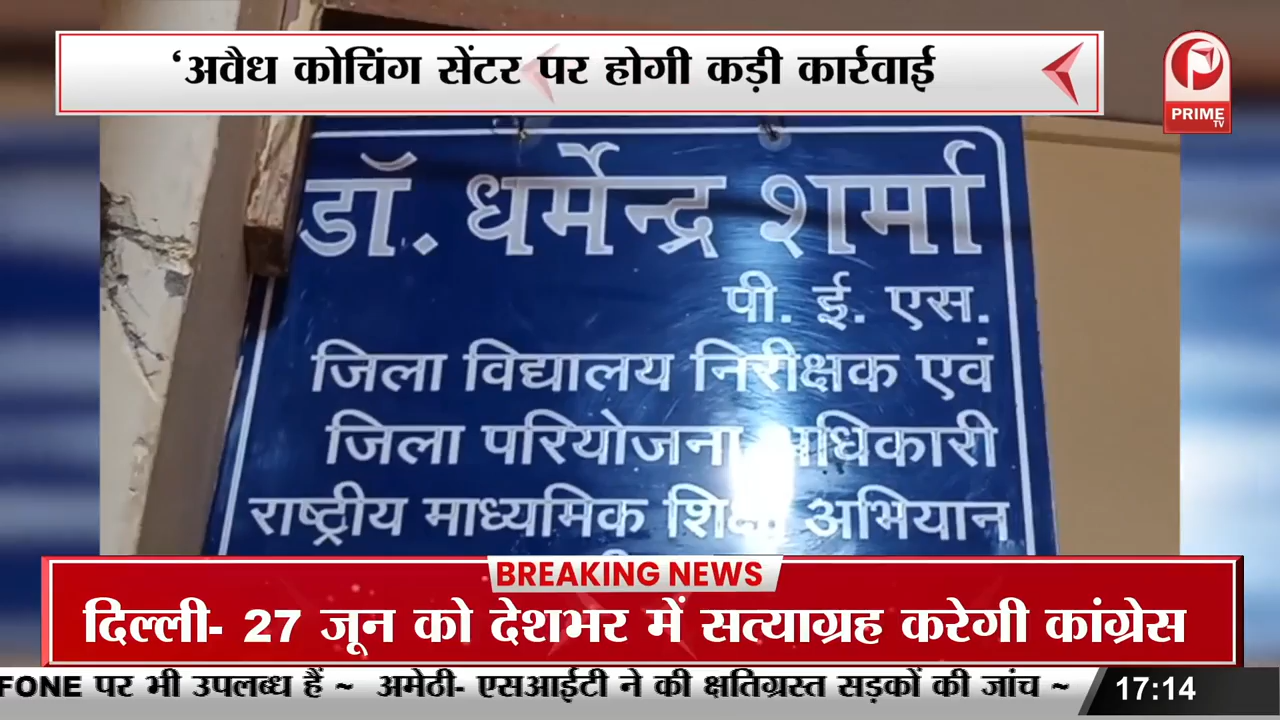 ‘अवैध कोचिंग सेंटर पर होगी कड़ी कार्रवाई
PRIME
TV
डॉ. धर्मेन्द्र शर्मा
पी. ई. एस.
जिला विद्यालय निरीक्षक एवं
जिला परियोजना अधिकारी
राष्ट्रीय माध्यमिक शिक्षा अभियान
BREAKING NEWS
दिल्ली- 27 जून को देशभर में सत्याग्रह करेगी कांग्रेस
FONE पर भी उपलब्ध हैं ~ अमेठी- एसआईटी ने की क्षतिग्रस्त सड़कों की जांच ~
17:14